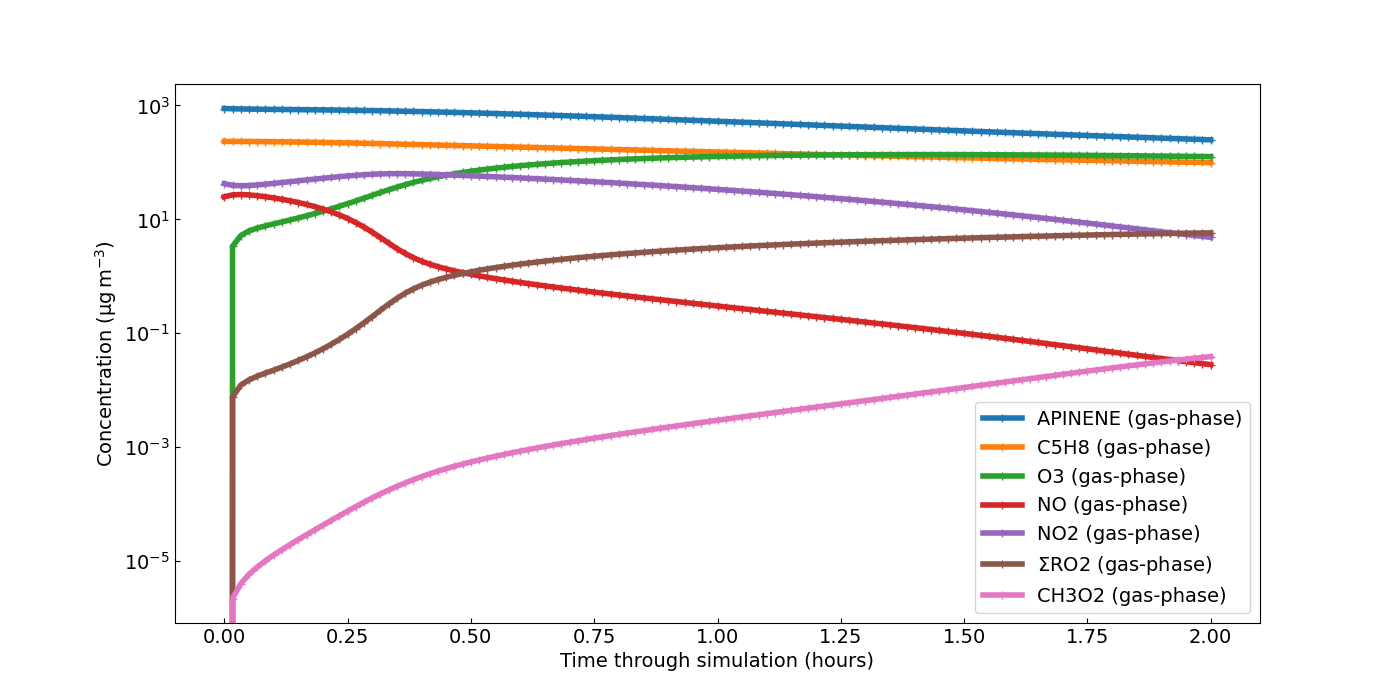 Concentration (µg m⁻³)
10³
10¹
10⁻¹
10⁻³
10⁻⁵
APINENE (gas-phase)
C5H8 (gas-phase)
O3 (gas-phase)
NO (gas-phase)
NO2 (gas-phase)
ΣRO2 (gas-phase)
CH3O2 (gas-phase)
0.00 0.25 0.50 0.75 1.00 1.25 1.50 1.75 2.00
Time through simulation (hours)